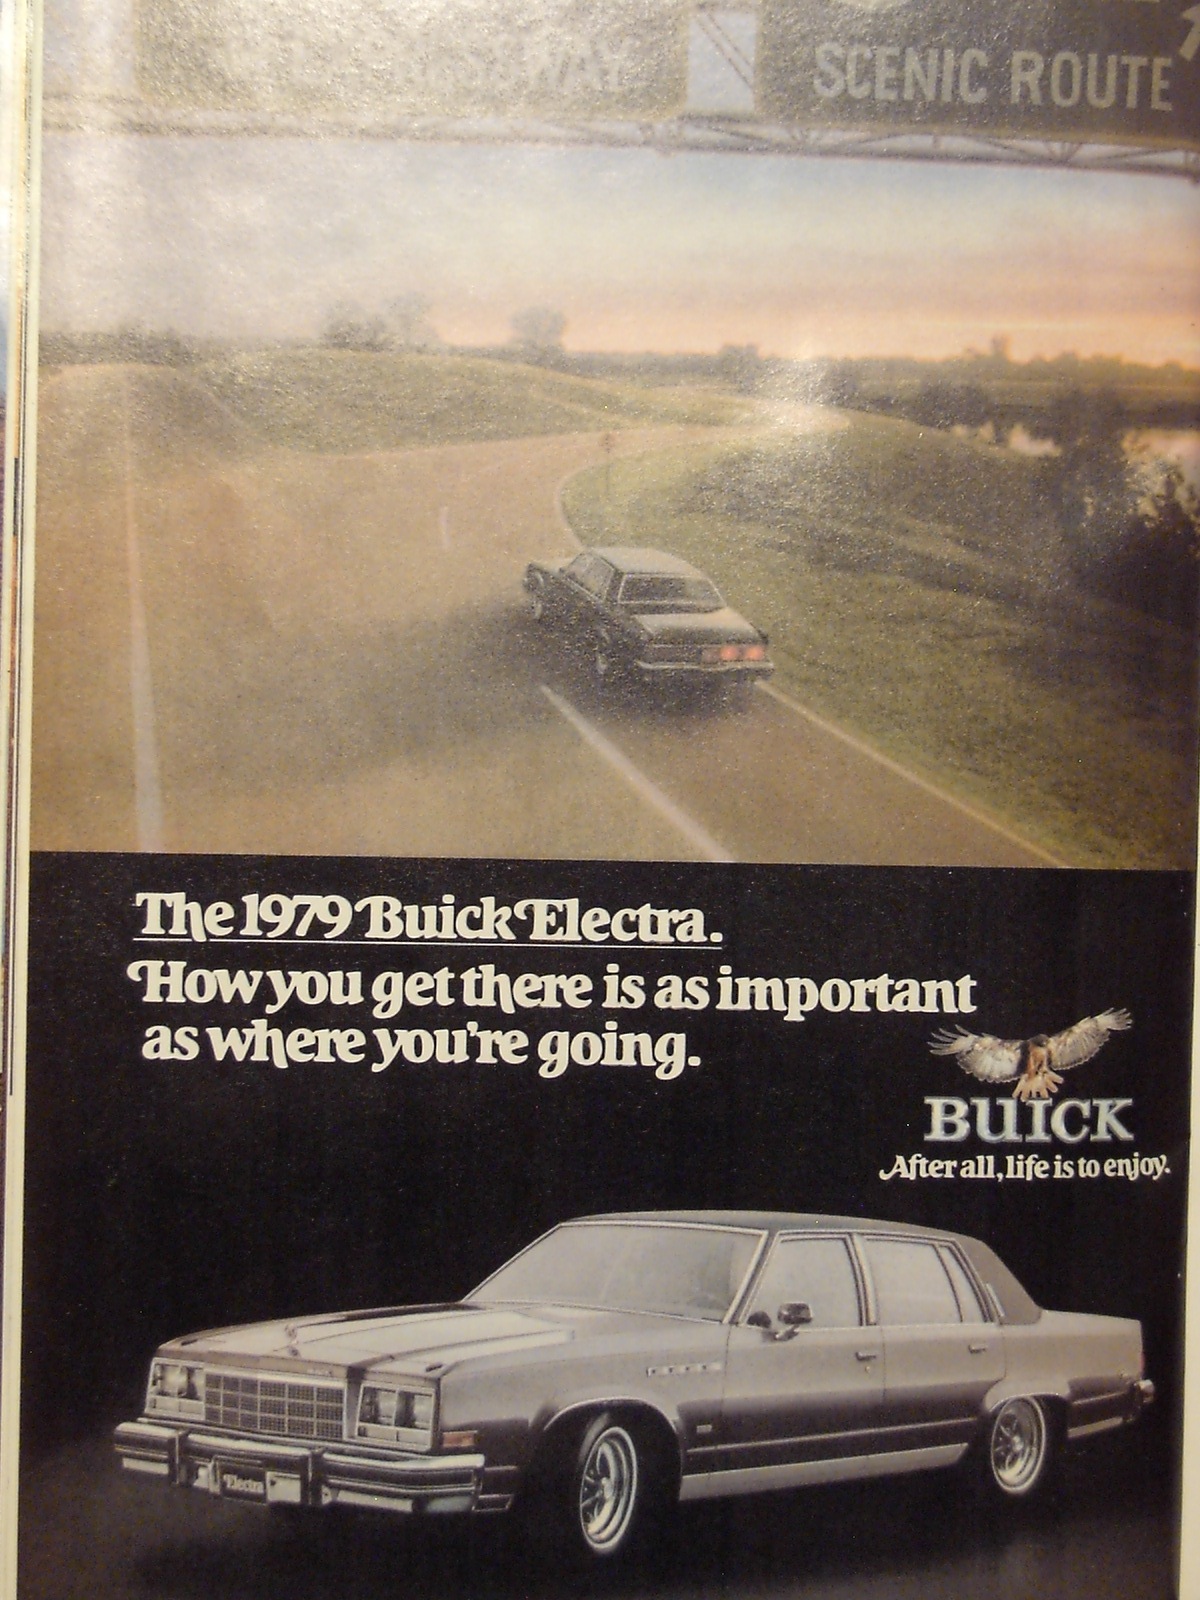 SCENIC ROUTE
The 1979 Buick Electra.
How you get there is as important
as where you're going.
BUICK
After all, life is to enjoy.
Electra